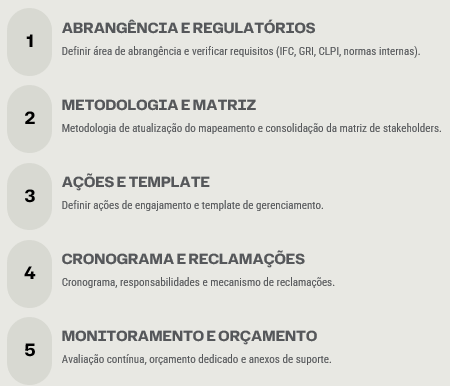 1
ABRANGÊNCIA E REGULATÓRIOS
Definir área de abrangência e verificar requisitos (IFC, GRI, CLPI, normas internas).
2
METODOLOGIA E MATRIZ
Metodologia de atualização do mapeamento e consolidação da matriz de stakeholders.
3
AÇÕES E TEMPLATE
Definir ações de engajamento e template de gerenciamento.
4
CRONOGRAMA E RECLAMAÇÕES
Cronograma, responsabilidades e mecanismo de reclamações.
5
MONITORAMENTO E ORÇAMENTO
Avaliação contínua, orçamento dedicado e anexos de suporte.